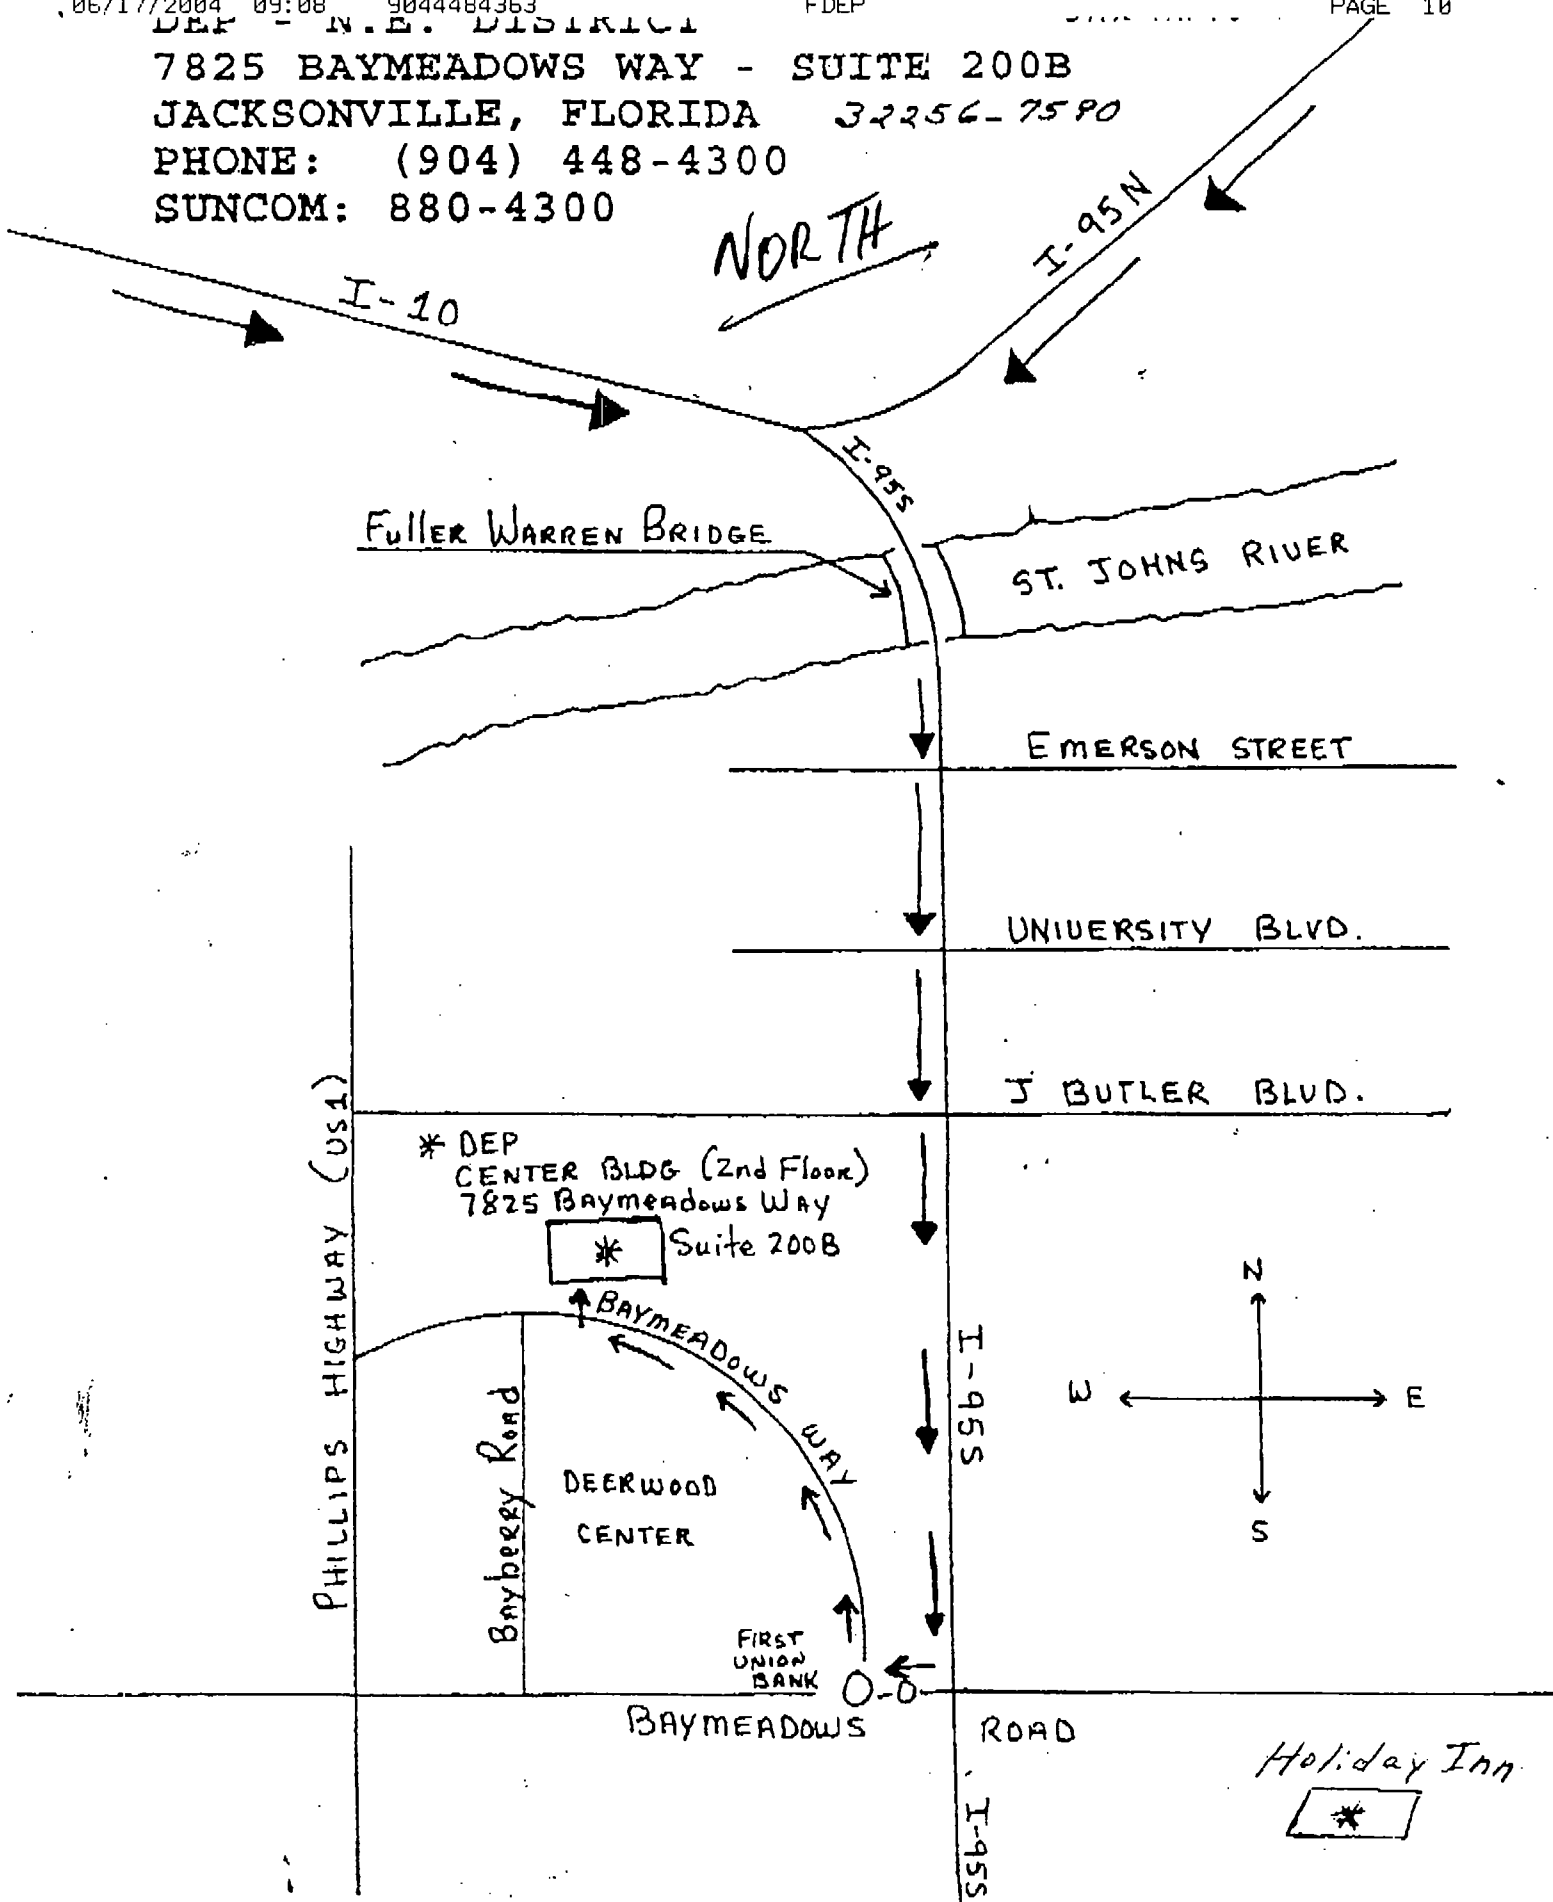 06/17/2004 09:08 9044484363 FDEP PAGE 10
DEP - N.E. DISTRICT
7825 BAYMEADOWS WAY - SUITE 200B
JACKSONVILLE, FLORIDA 32256-7590
PHONE: (904) 448-4300
SUNCOM: 880-4300
NORTH
I-95N
I-10
I-95S
FUllER WARREN BRIDGE
ST. JOHNS RIVER
EMERSON STREET
UNIVERSITY BLVD.
J BUTLER BLVD.
PHILLIPS HIGHWAY (US1)
* DEP
CENTER BLDG (2nd Floor)
7825 Baymeadows Way
* Suite 200B
BAYMEADOWS WAY
I-95S
N
W E
S
Bayberry Road
DEERWOOD
CENTER
FIRST
UNION
BANK
BAYMEADOWS ROAD
Holiday Inn
*
I-95S